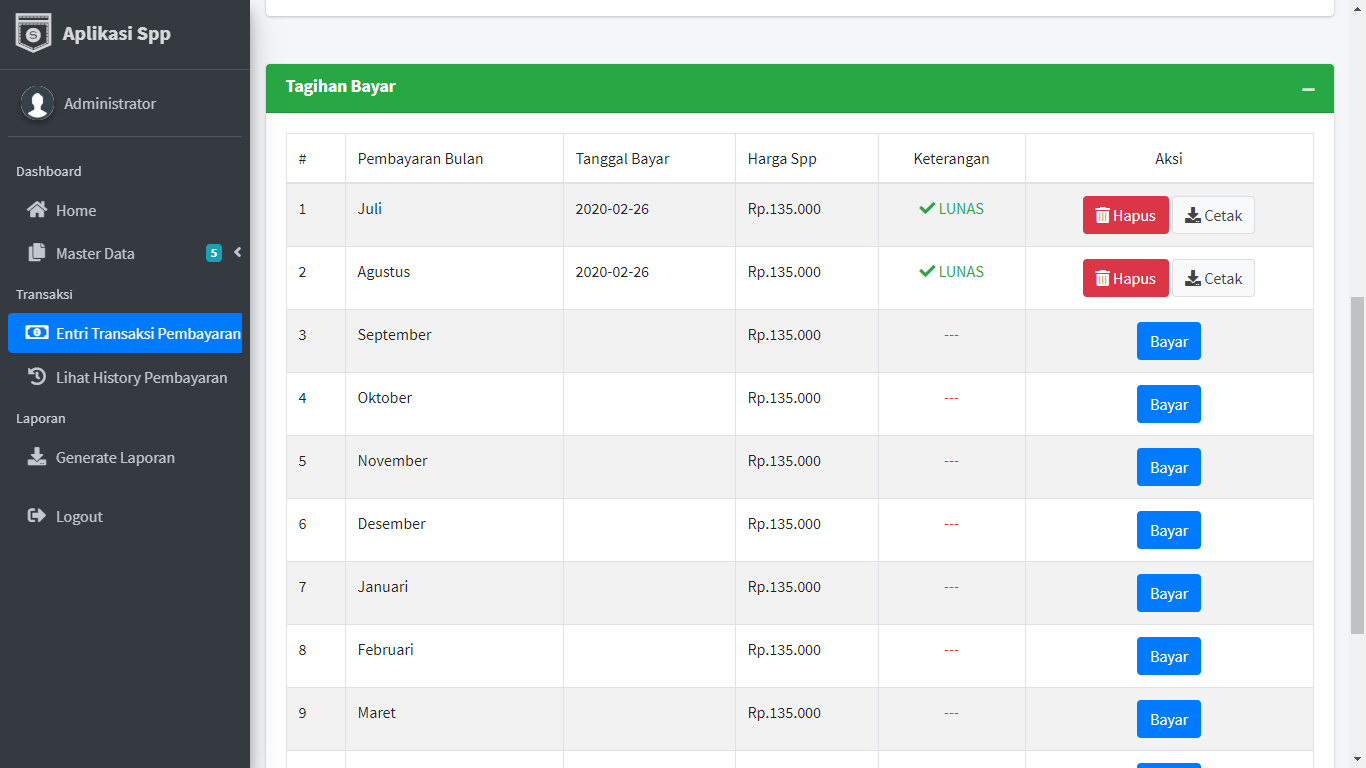 Aplikasi Spp
Administrator
Dashboard
Home
Master Data 5
Transaksi
Entri Transaksi Pembayaran
Lihat History Pembayaran
Laporan
Generate Laporan
Logout
Tagihan Bayar
# Pembayaran Bulan Tanggal Bayar Harga Spp Keterangan Aksi
1 Juli 2020-02-26 Rp.135.000 LUNAS Hapus Cetak
2 Agustus 2020-02-26 Rp.135.000 LUNAS Hapus Cetak
3 September Rp.135.000 --- Bayar
4 Oktober Rp.135.000 --- Bayar
5 November Rp.135.000 --- Bayar
6 Desember Rp.135.000 --- Bayar
7 Januari Rp.135.000 --- Bayar
8 Februari Rp.135.000 --- Bayar
9 Maret Rp.135.000 --- Bayar